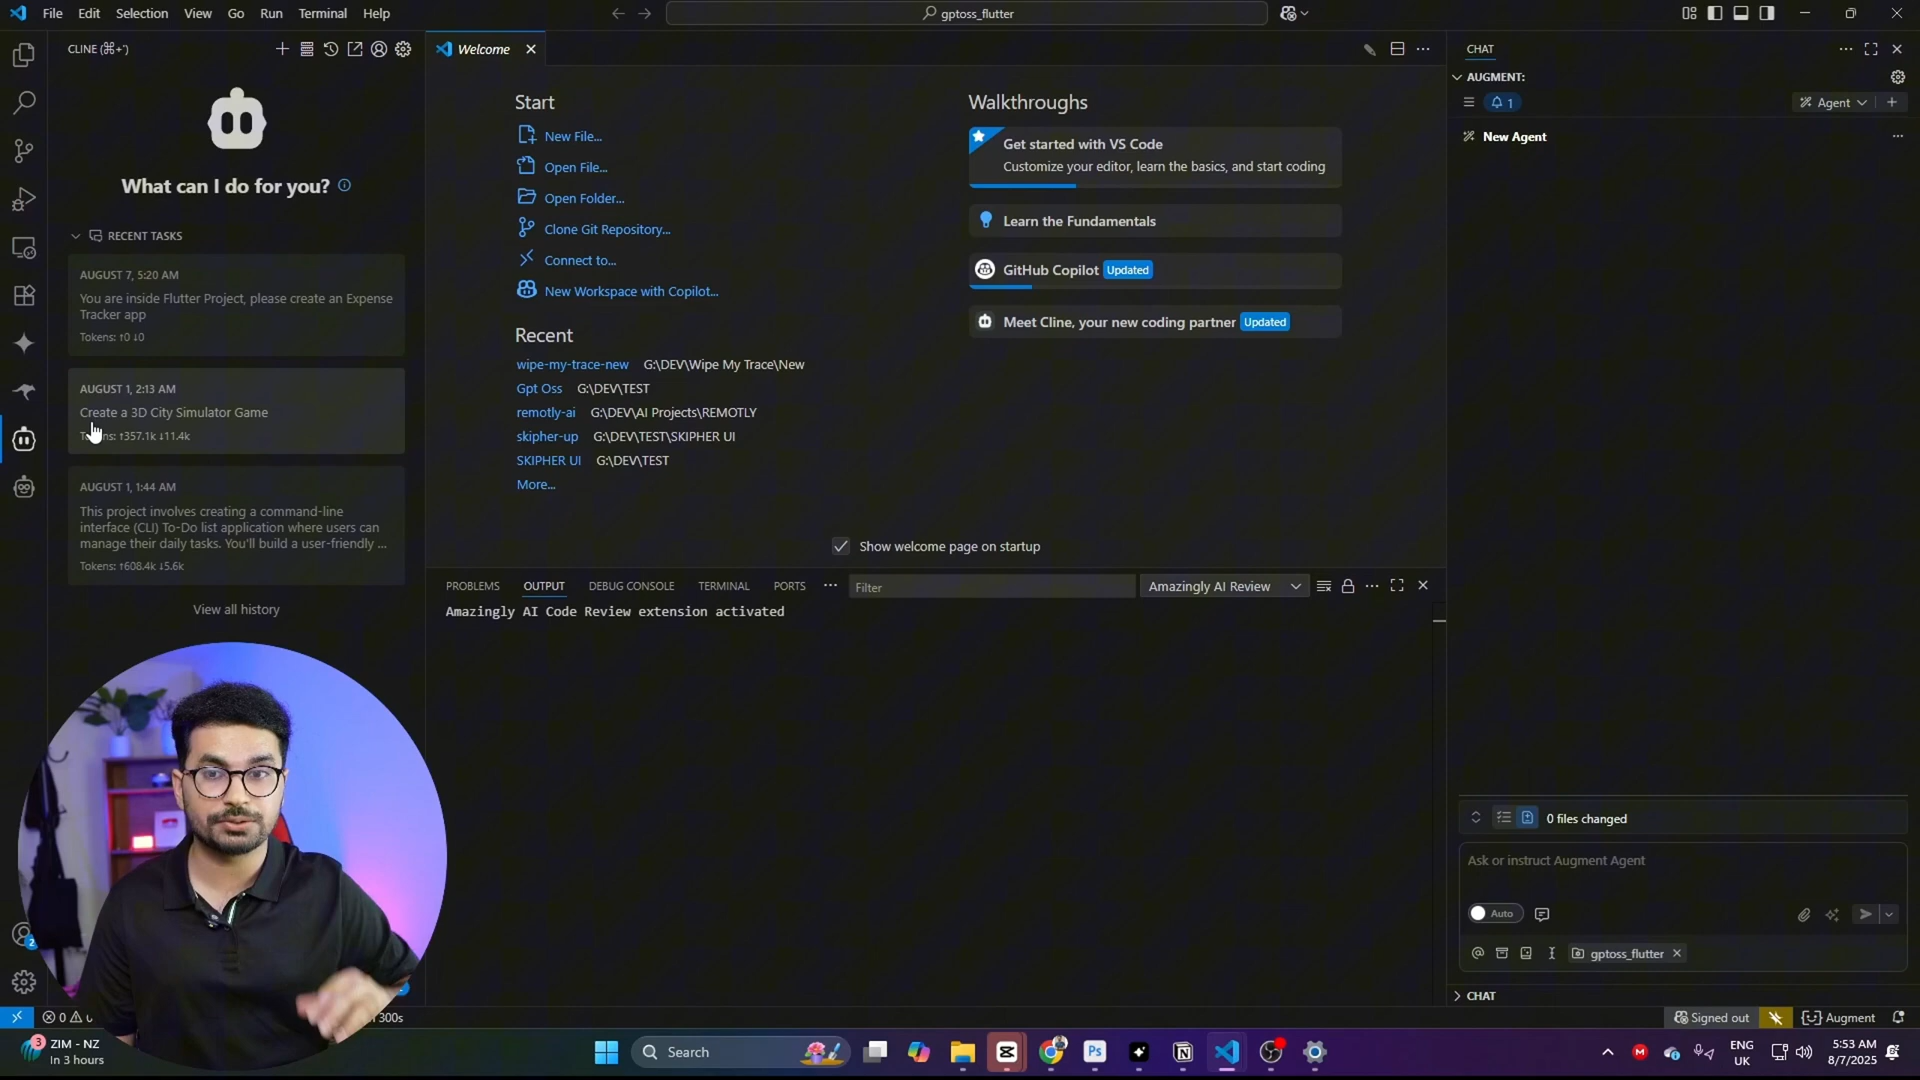 File Edit Selection View Go Run Terminal Help
gptoss_flutter
CLINE (⌘+')
What can I do for you?
RECENT TASKS
AUGUST 7, 5:20 AM
You are inside Flutter Project, please create an Expense
Tracker app
Tokens: ↑0 ↓0
AUGUST 1, 2:13 AM
Create a 3D City Simulator Game
Tokens: ↑357.1k ↓11.4k
AUGUST 1, 1:44 AM
This project involves creating a command-line
interface (CLI) To-Do list application where users can
manage their daily tasks. You'll build a user-friendly ...
Tokens: ↑608.4k ↓5.6k
View all history
Welcome
Start
New File...
Open File...
Open Folder...
Clone Git Repository...
Connect to...
New Workspace with Copilot...
Recent
wipe-my-trace-new G:\DEV\Wipe My Trace\New
Gpt Oss G:\DEV\TEST
remotly-ai G:\DEV\AI Projects\REMOTLY
skipher-up G:\DEV\TEST\SKIPHER UI
SKIPHER UI G:\DEV\TEST
More...
Walkthroughs
Get started with VS Code
Customize your editor, learn the basics, and start coding
Learn the Fundamentals
GitHub Copilot Updated
Meet Cline, your new coding partner Updated
Show welcome page on startup
PROBLEMS OUTPUT DEBUG CONSOLE TERMINAL PORTS ... Filter Amazingly AI Review
Amazingly AI Code Review extension activated
CHAT
AUGMENT:
1
Agent
New Agent
0 files changed
Ask or instruct Augment Agent
Auto
gptoss_flutter
CHAT
0
300s
Signed out
Augment
3
ZIM - NZ
In 3 hours
Search
Ps
ENG
UK
5:53 AM
8/7/2025